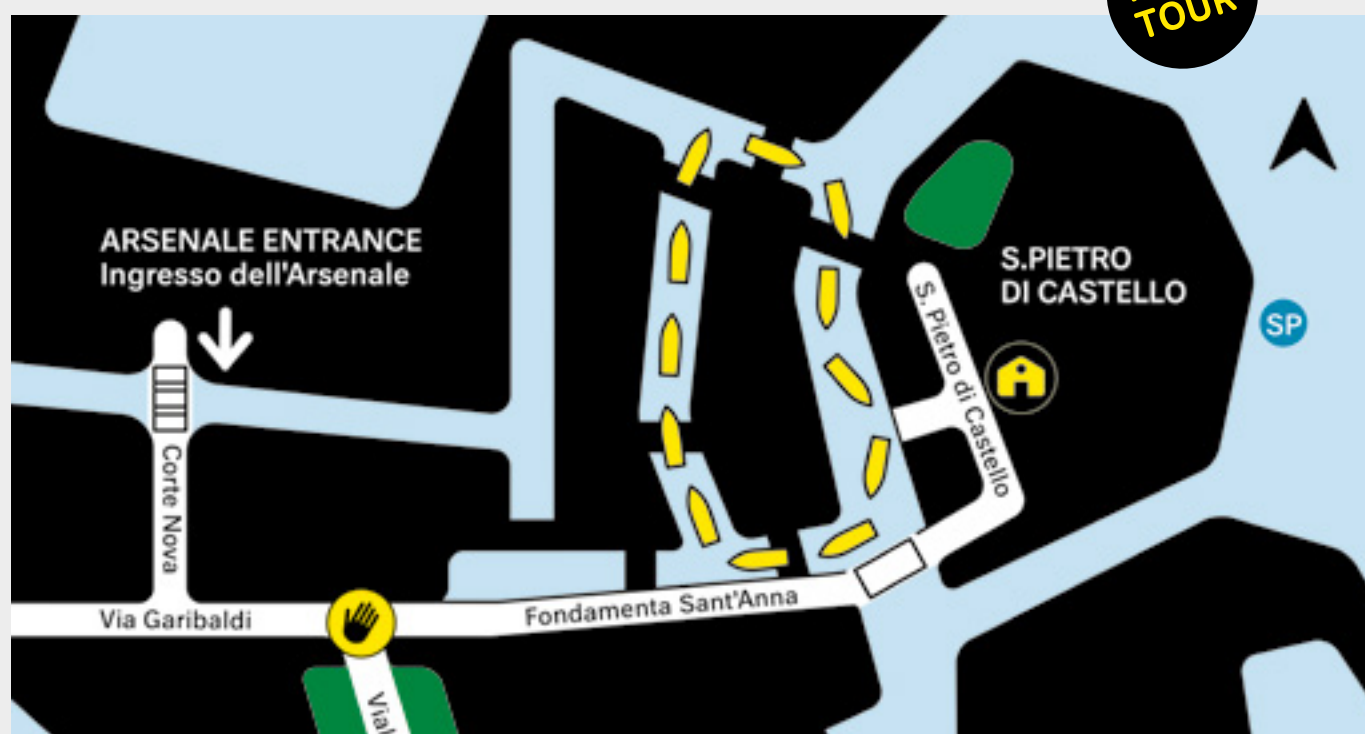 TOUR
ARSENALE ENTRANCE
Ingresso dell'Arsenale
S.PIETRO
DI CASTELLO
SP
S. Pietro di Castello
Corte Nova
Via Garibaldi
Fondamenta Sant'Anna